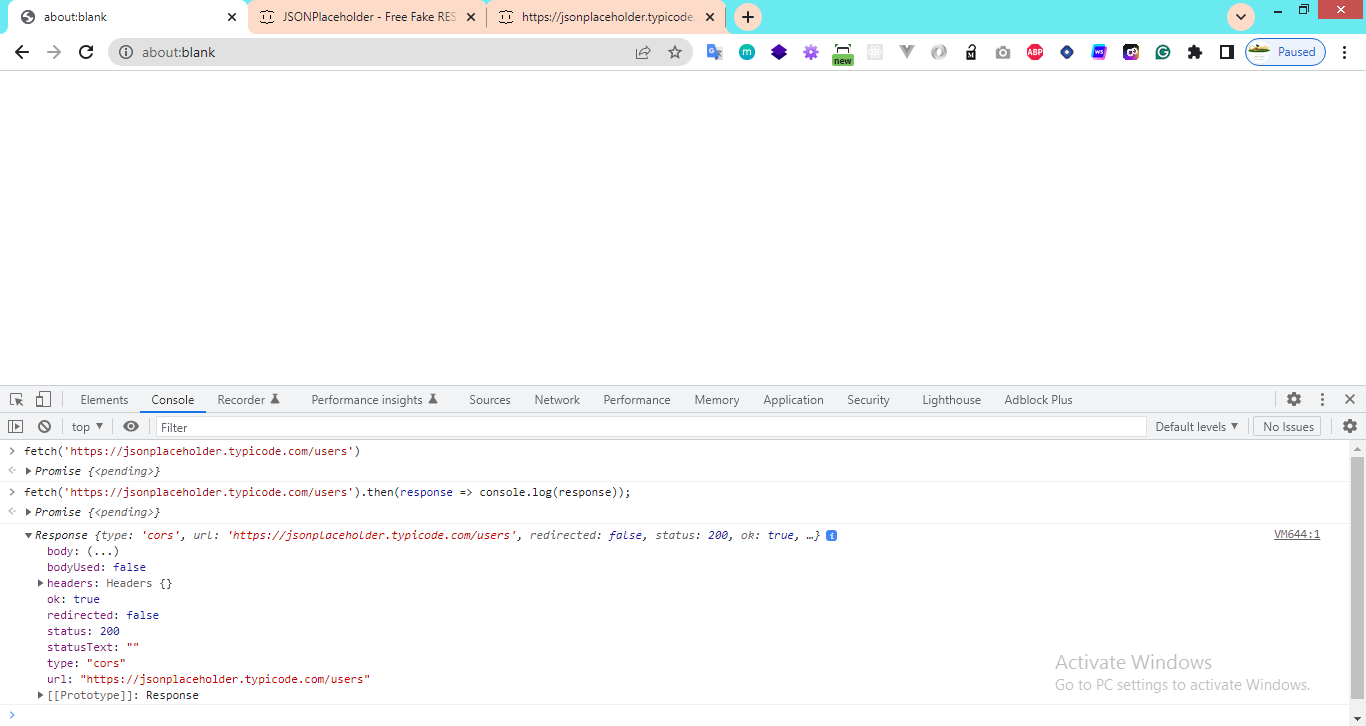 about:blank
JSONPlaceholder - Free Fake RES
https://jsonplaceholder.typicode.
about:blank
m
new
M
ABP
WS
G
Paused
Elements Console Recorder Performance insights Sources Network Performance Memory Application Security Lighthouse Adblock Plus
top ▼ Filter Default levels ▼ No Issues
fetch('https://jsonplaceholder.typicode.com/users')
Promise {<pending>}
fetch('https://jsonplaceholder.typicode.com/users').then(response => console.log(response));
Promise {<pending>}
Response {type: 'cors', url: 'https://jsonplaceholder.typicode.com/users', redirected: false, status: 200, ok: true, …} i VM644:1
body: (...)
bodyUsed: false
headers: Headers {}
ok: true
redirected: false
status: 200
statusText: ""
type: "cors"
url: "https://jsonplaceholder.typicode.com/users"
[[Prototype]]: Response
Activate Windows
Go to PC settings to activate Windows.